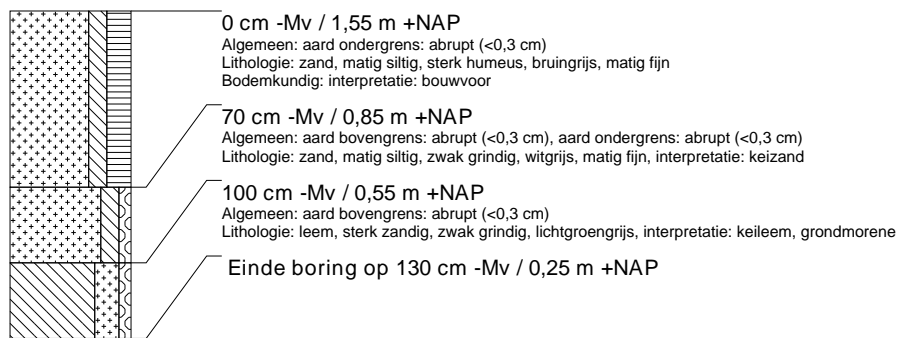 0 cm -Mv / 1,55 m +NAP
Algemeen: aard ondergrens: abrupt (<0,3 cm)
Lithologie: zand, matig siltig, sterk humeus, bruingrijs, matig fijn
Bodemkundig: interpretatie: bouwvoor
70 cm -Mv / 0,85 m +NAP
Algemeen: aard bovengrens: abrupt (<0,3 cm), aard ondergrens: abrupt (<0,3 cm)
Lithologie: zand, matig siltig, zwak grindig, witgrijs, matig fijn, interpretatie: keizand
100 cm -Mv / 0,55 m +NAP
Algemeen: aard bovengrens: abrupt (<0,3 cm)
Lithologie: leem, sterk zandig, zwak grindig, lichtgroengrijs, interpretatie: keileem, grondmorene
Einde boring op 130 cm -Mv / 0,25 m +NAP